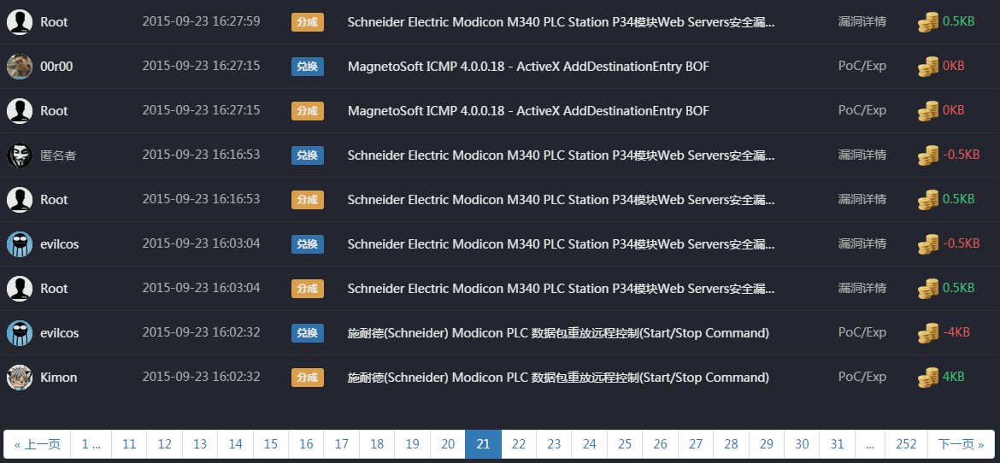 Root 2015-09-23 16:27:59 分成 Schneider Electric Modicon M340 PLC Station P34模块Web Servers安全漏... 漏洞详情 0.5KB
00r00 2015-09-23 16:27:15 兑换 MagnetoSoft ICMP 4.0.0.18 - ActiveX AddDestinationEntry BOF PoC/Exp 0KB
Root 2015-09-23 16:27:15 分成 MagnetoSoft ICMP 4.0.0.18 - ActiveX AddDestinationEntry BOF PoC/Exp 0KB
匿名者 2015-09-23 16:16:53 兑换 Schneider Electric Modicon M340 PLC Station P34模块Web Servers安全漏... 漏洞详情 -0.5KB
Root 2015-09-23 16:16:53 分成 Schneider Electric Modicon M340 PLC Station P34模块Web Servers安全漏... 漏洞详情 0.5KB
evilcos 2015-09-23 16:03:04 兑换 Schneider Electric Modicon M340 PLC Station P34模块Web Servers安全漏... 漏洞详情 -0.5KB
Root 2015-09-23 16:03:04 分成 Schneider Electric Modicon M340 PLC Station P34模块Web Servers安全漏... 漏洞详情 0.5KB
evilcos 2015-09-23 16:02:32 兑换 施耐德(Schneider) Modicon PLC 数据包重放远程控制(Start/Stop Command) PoC/Exp -4KB
Kimon 2015-09-23 16:02:32 分成 施耐德(Schneider) Modicon PLC 数据包重放远程控制(Start/Stop Command) PoC/Exp 4KB
« 上一页 1 ... 11 12 13 14 15 16 17 18 19 20 21 22 23 24 25 26 27 28 29 30 31 ... 252 下一页 »